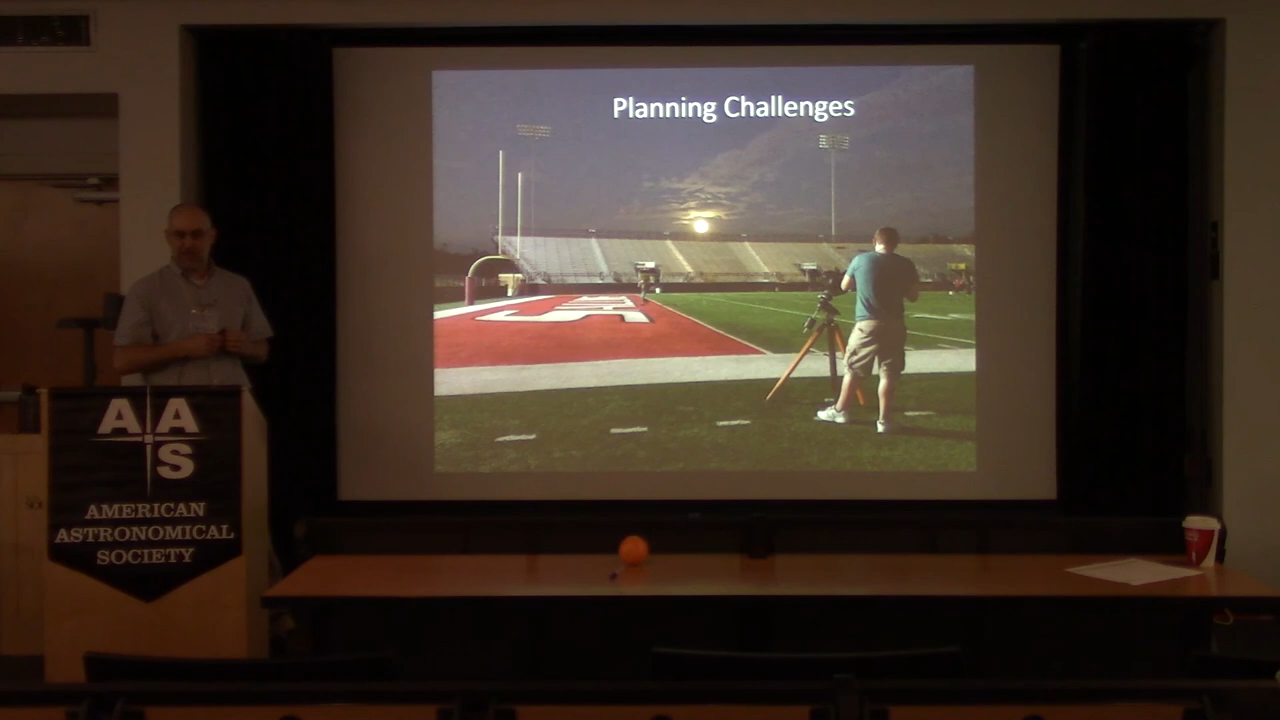 Planning Challenges
AAS
AMERICAN
ASTRONOMICAL
SOCIETY